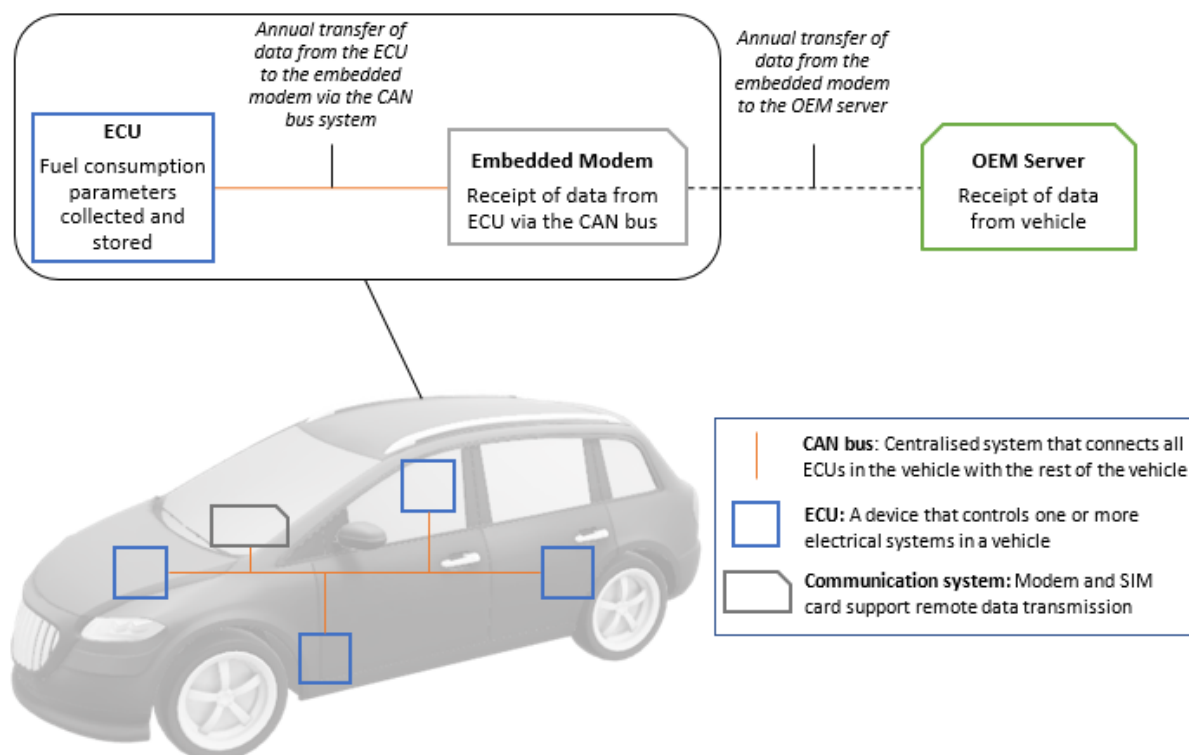 Annual transfer of
data from the ECU
to the embedded
modem via the CAN
bus system
Annual transfer of
data from the
embedded modem
to the OEM server
ECU
Fuel consumption
parameters
collected and
stored
Embedded Modem
Receipt of data from
ECU via the CAN bus
OEM Server
Receipt of data
from vehicle
CAN bus: Centralised system that connects all
ECUs in the vehicle with the rest of the vehicle
ECU: A device that controls one or more
electrical systems in a vehicle
Communication system: Modem and SIM
card support remote data transmission